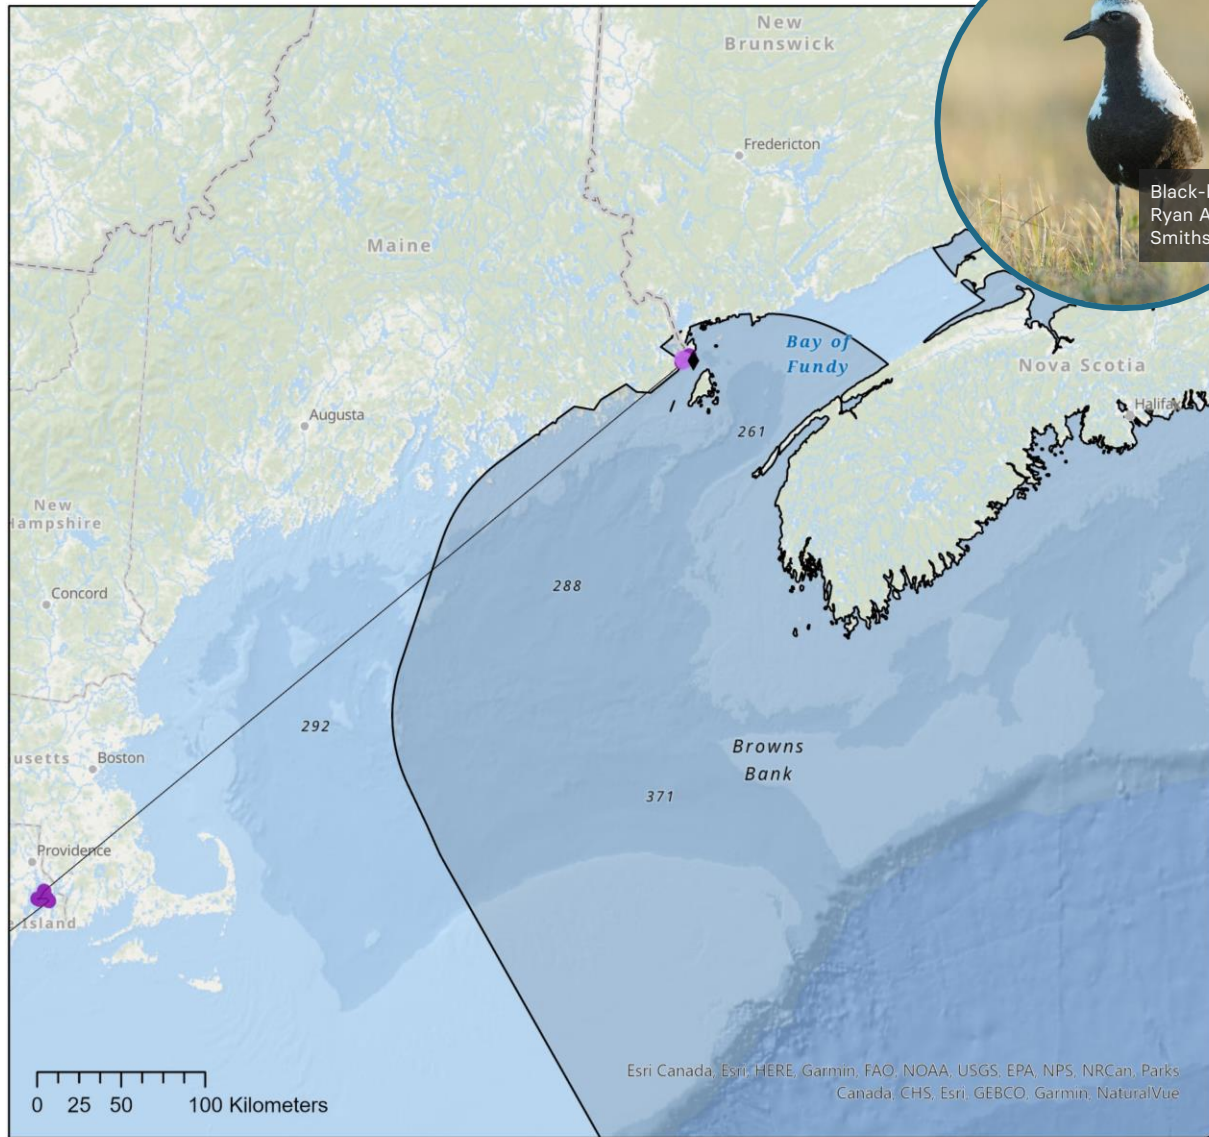 New
Brunswick
Fredericton
Black-
Ryan A
Smiths
Maine
Bay of
Fundy
Nova Scotia
Halifax
Augusta
261
New
Hampshire
288
Concord
292
Browns
Bank
usetts
Boston
371
Providence
Island
Esri Canada, Esri, HERE, Garmin, FAO, NOAA, USGS, EPA, NPS, NRCan, Parks
Canada, CHS, Esri, GEBCO, Garmin, NaturalVue
0 25 50 100 Kilometers